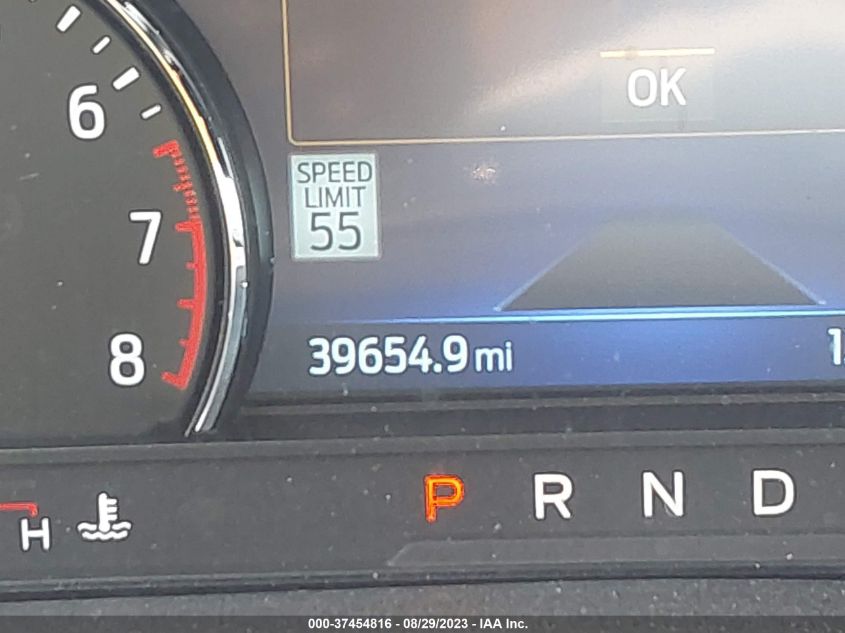 6
7
8
OK
SPEED
LIMIT
55
39654.9 mi
H
P R N D
000-37454816 - 08/29/2023 - IAA Inc.